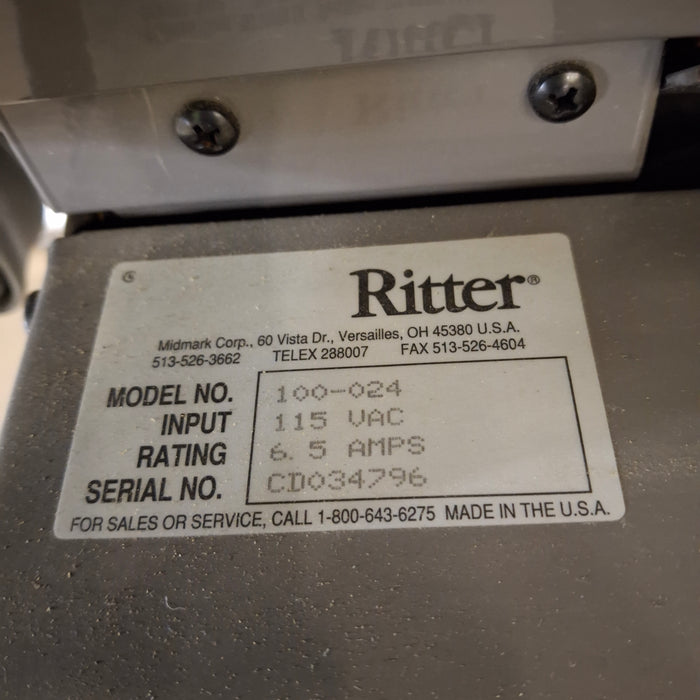 Ritter®
Midmark Corp., 60 Vista Dr., Versailles, OH 45380 U.S.A.
513-526-3662 TELEX 288007 FAX 513-526-4604
MODEL NO. 100-024
INPUT 115 VAC
RATING 6.5 AMPS
SERIAL NO. CD034796
FOR SALES OR SERVICE, CALL 1-800-643-6275 MADE IN THE U.S.A.